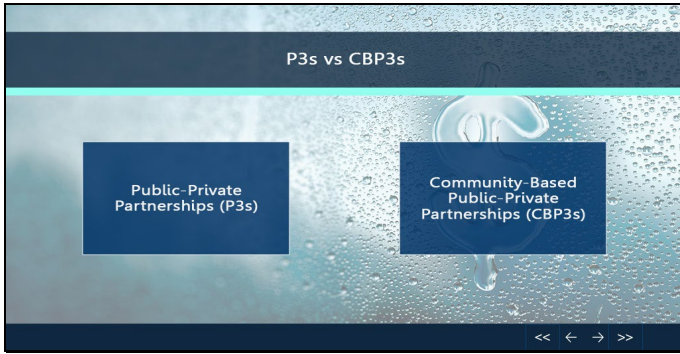 P3s vs CBP3s
Public-Private
Partnerships (P3s)
Community-Based
Public-Private
Partnerships (CBP3s)
<< ← → >>